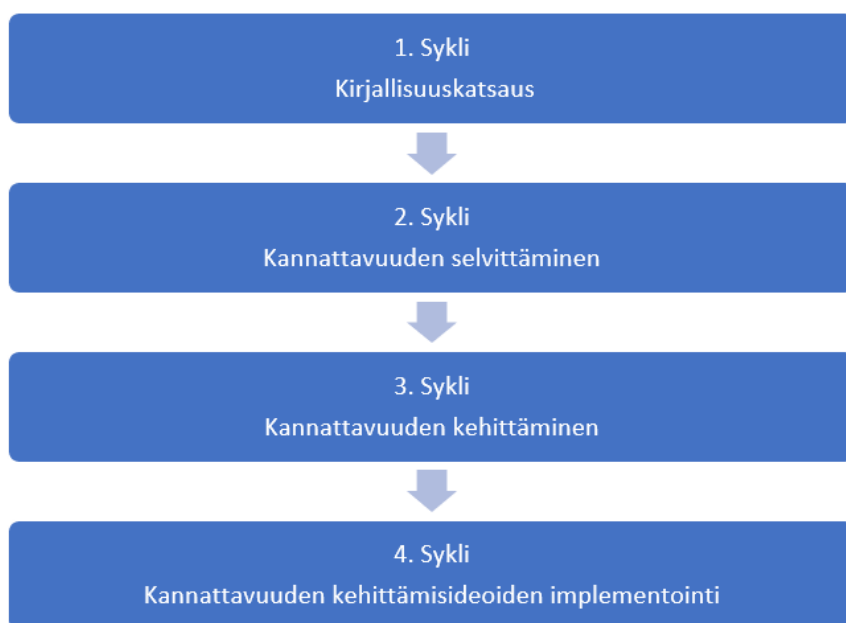 1. Sykli
Kirjallisuuskatsaus
2. Sykli
Kannattavuuden selvittäminen
3. Sykli
Kannattavuuden kehittäminen
4. Sykli
Kannattavuuden kehittämisideoiden implementointi